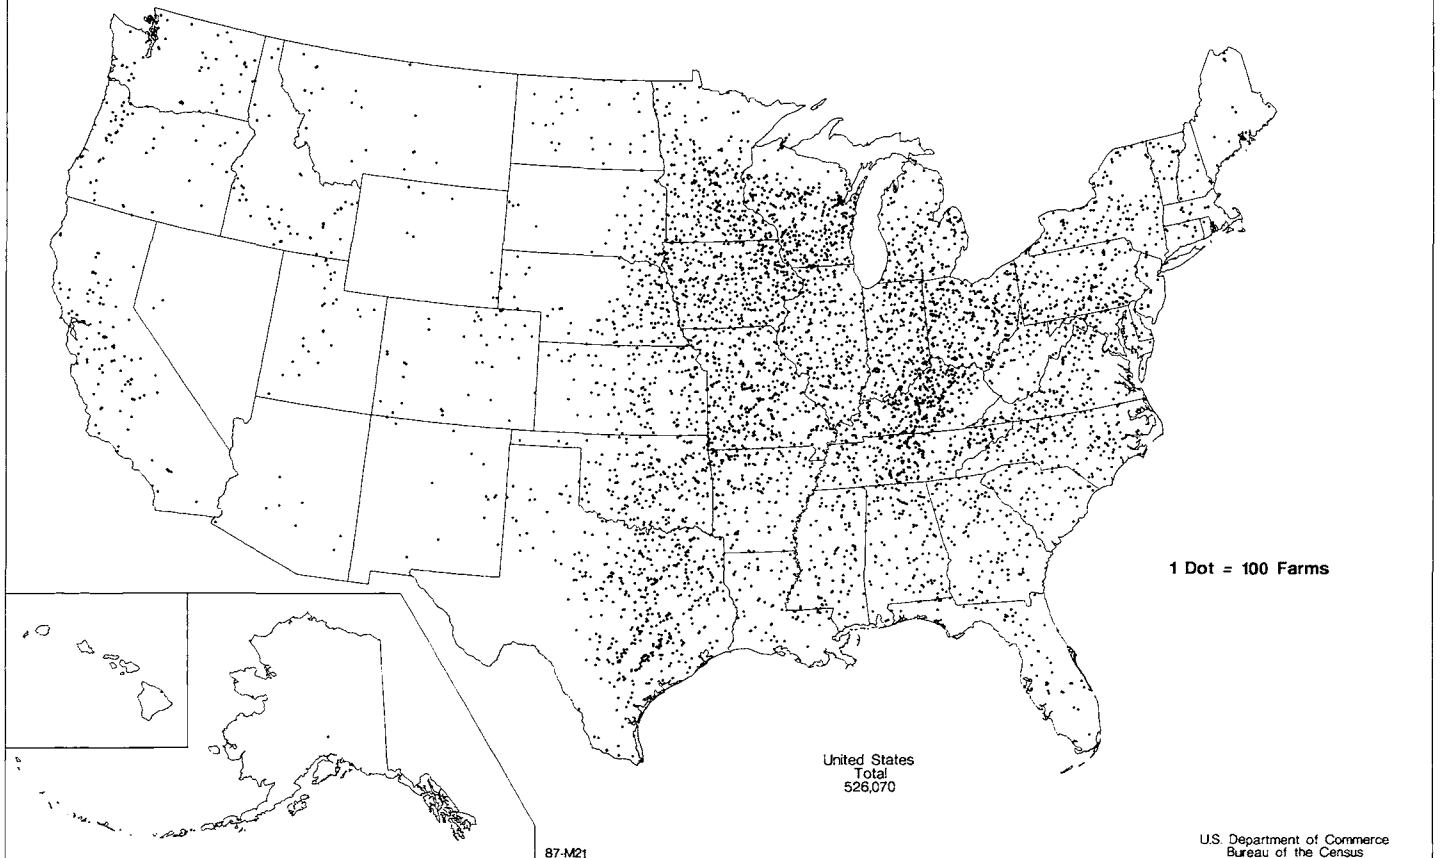 1 Dot = 100 Farms
United States
Total
526,070
87-M21
U.S. Department of Commerce
Bureau of the Census